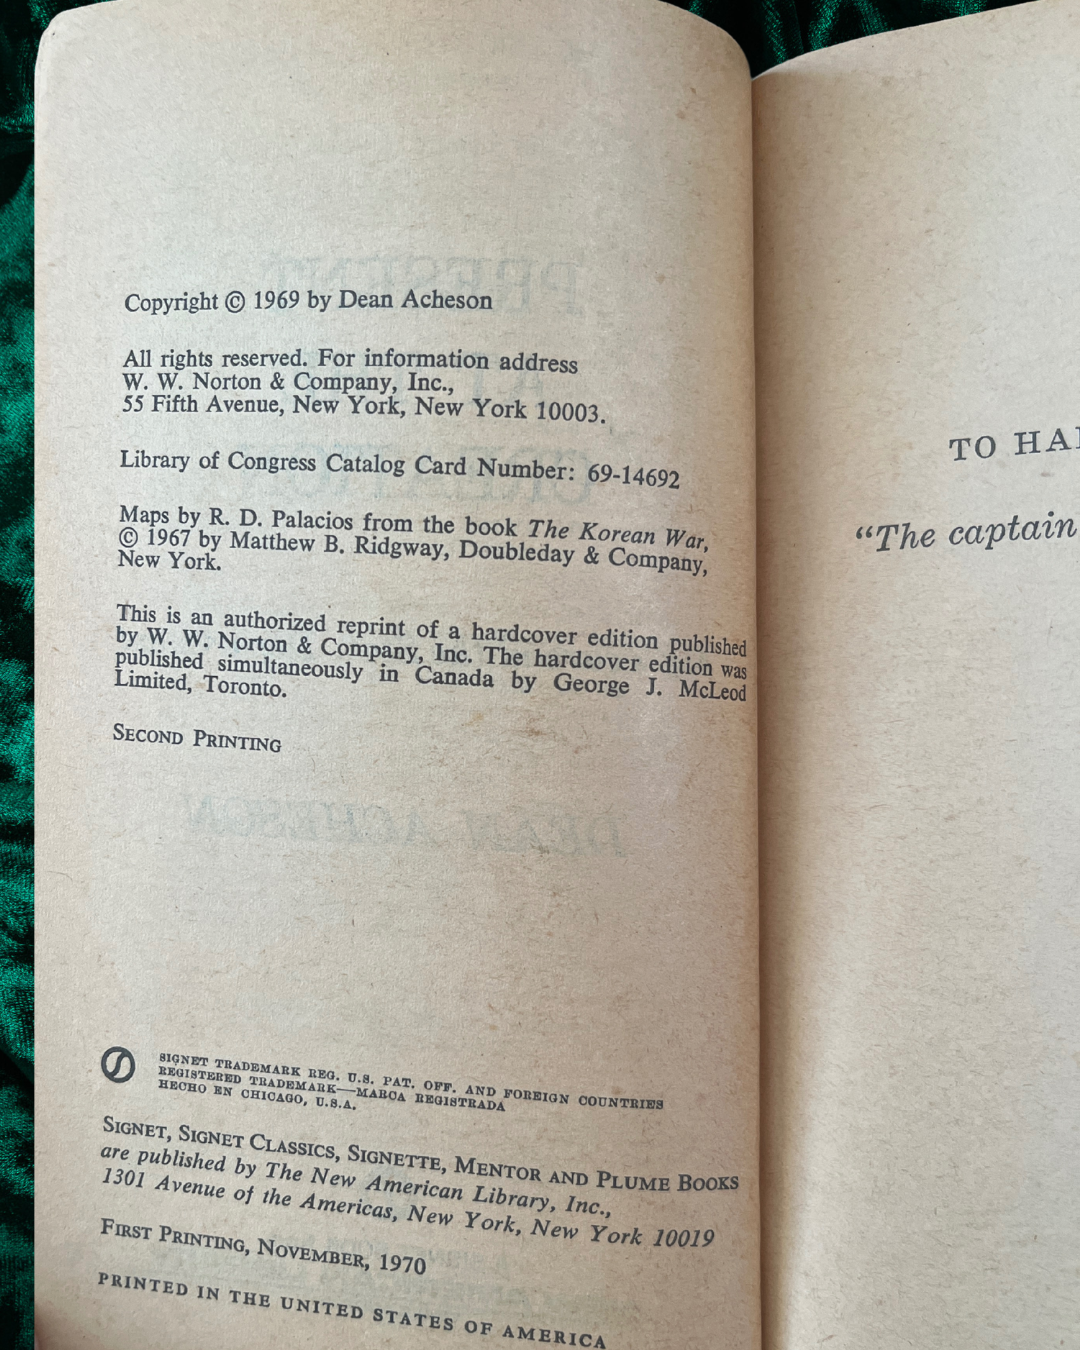 Copyright © 1969 by Dean Acheson
All rights reserved. For information address
W. W. Norton & Company, Inc.,
55 Fifth Avenue, New York, New York 10003.
Library of Congress Catalog Card Number: 69-14692
Maps by R. D. Palacios from the book The Korean War,
© 1967 by Matthew B. Ridgway, Doubleday & Company,
New York.
This is an authorized reprint of a hardcover edition published
by W. W. Norton & Company, Inc. The hardcover edition was
published simultaneously in Canada by George J. McLeod
Limited, Toronto.
SECOND PRINTING
SIGNET TRADEMARK REG. U.S. PAT. OFF. AND FOREIGN COUNTRIES
REGISTERED TRADEMARK—MARCA REGISTRADA
HECHO EN CHICAGO, U.S.A.
SIGNET, SIGNET CLASSICS, SIGNETTE, MENTOR AND PLUME BOOKS
are published by The New American Library, Inc.,
1301 Avenue of the Americas, New York, New York 10019
FIRST PRINTING, NOVEMBER, 1970
PRINTED IN THE UNITED STATES OF AMERICA
TO
"The captain